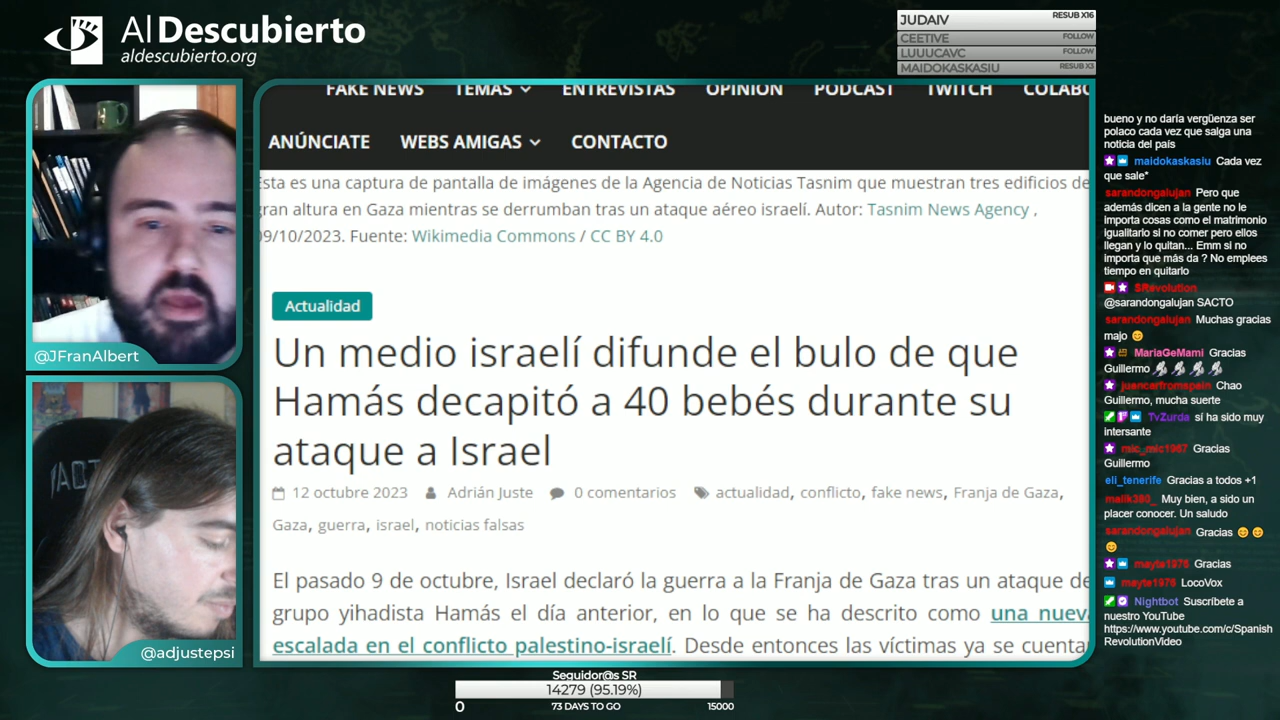 Al Descubierto
aldescubierto.org
JUDAIV RESUB X16
CEETIVE FOLLOW
LUUUCAVC FOLLOW
MAIDOKASKASIU RESUB X3
FAKE NEWS TEMAS ENTREVISTAS OPINIÓN PODCAST TWITCH COLABO
ANÚNCIATE WEBS AMIGAS CONTACTO
Esta es una captura de pantalla de imágenes de la Agencia de Noticias Tasnim que muestran tres edificios de
gran altura en Gaza mientras se derrumban tras un ataque aéreo israelí. Autor: Tasnim News Agency ,
09/10/2023. Fuente: Wikimedia Commons / CC BY 4.0
Actualidad
Un medio israelí difunde el bulo de que
Hamás decapitó a 40 bebés durante su
ataque a Israel
12 octubre 2023 Adrián Juste 0 comentarios actualidad, conflicto, fake news, Franja de Gaza,
Gaza, guerra, israel, noticias falsas
El pasado 9 de octubre, Israel declaró la guerra a la Franja de Gaza tras un ataque de
grupo yihadista Hamás el día anterior, en lo que se ha descrito como una nueva
escalada en el conflicto palestino-israelí. Desde entonces las víctimas ya se cuenta
@JFranAlbert
@adjustepsi
bueno y no daría vergüenza ser
polaco cada vez que salga una
noticia del país
maidokaskasiu Cada vez
que sale*
sarandongalujan Pero que
además dicen a la gente no le
importa cosas como el matrimonio
igualitario si no comer pero ellos
llegan y lo quitan... Emm si no
importa que más da ? No emplees
tiempo en quitarlo
SRevolution
@sarandongalujan SACTO
sarandongalujan Muchas gracias
majo
MariaGeMami Gracias
Guillermo
juancarfromspain Chao
Guillermo, mucha suerte
TvZurda sí ha sido muy
intersante
mic_mic1967 Gracias
Guillermo
eli_tenerife Gracias a todos +1
malik380_ Muy bien, a sido un
placer conocer. Un saludo
sarandongalujan Gracias
mayte1976 Gracias
mayte1976 LocoVox
Nightbot Suscríbete a
nuestro YouTube
https://www.youtube.com/c/Spanish
RevolutionVideo
Seguidor@s SR
14279 (95.19%)
0 73 DAYS TO GO 15000